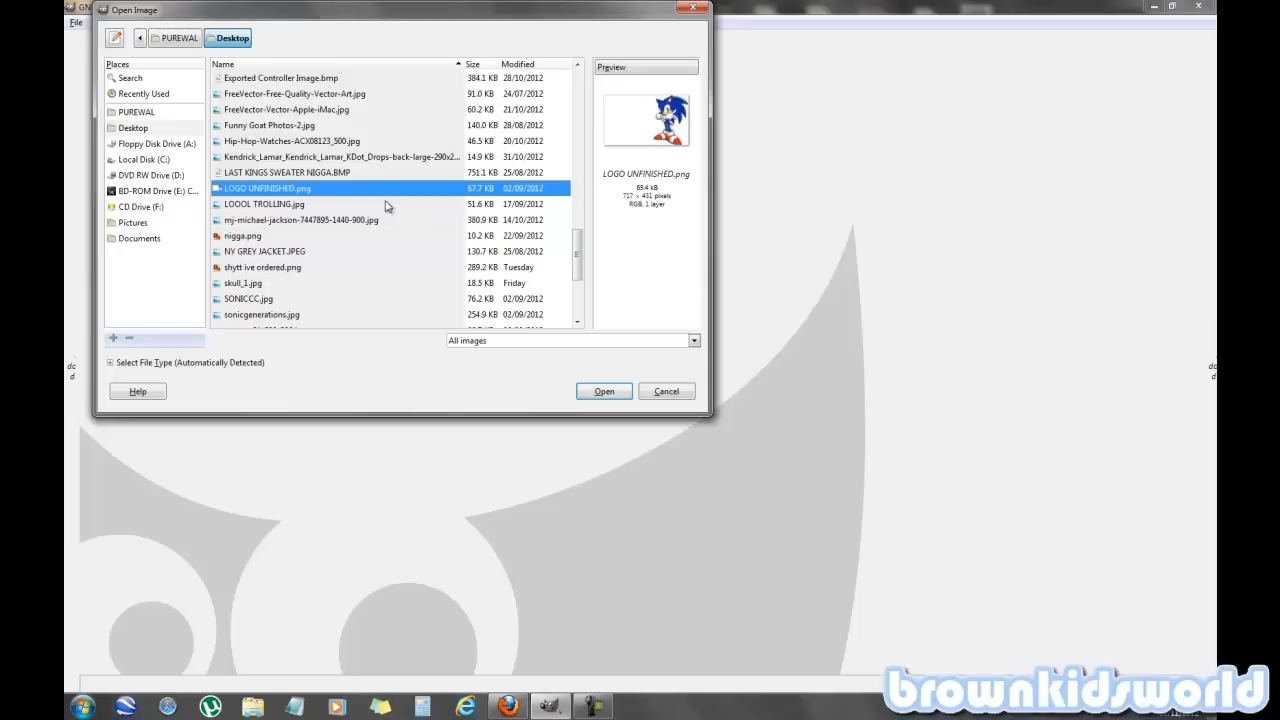 GN
Open Image
File
PUREWAL
Desktop
Places
Search
Recently Used
PUREWAL
Desktop
Floppy Disk Drive (A:)
Local Disk (C:)
DVD RW Drive (D:)
BD-ROM Drive (E:) C...
CD Drive (F:)
Pictures
Documents
Name Size Modified
Exported Controller Image.bmp 384.1 KB 28/10/2012
FreeVector-Free-Quality-Vector-Art.jpg 91.0 KB 24/07/2012
FreeVector-Vector-Apple-iMac.jpg 60.2 KB 21/10/2012
Funny Goat Photos-2.jpg 140.0 KB 28/08/2012
Hip-Hop-Watches-ACX08123_500.jpg 46.5 KB 20/10/2012
Kendrick_Lamar_Kendrick_Lamar_KDot_Drops-back-large-290x2... 14.9 KB 31/10/2012
LAST KINGS SWEATER NIGGA.BMP 751.1 KB 25/08/2012
LOGO UNFINISHED.png 67.7 KB 02/09/2012
LOOOL TROLLING.jpg 51.6 KB 17/09/2012
mj-michael-jackson-7447895-1440-900.jpg 380.9 KB 14/10/2012
nigga.png 10.2 KB 22/09/2012
NY GREY JACKET.JPEG 130.7 KB 25/08/2012
shytt ive ordered.png 289.2 KB Tuesday
skull_1.jpg 18.5 KB Friday
SONICCC.jpg 76.2 KB 02/09/2012
sonicgenerations.jpg 254.9 KB 02/09/2012
Preview
LOGO UNFINISHED.png
69.4 kB
717 × 431 pixels
RGB, 1 layer
All images
Select File Type (Automatically Detected)
Help
Open
Cancel
brownkidsworld